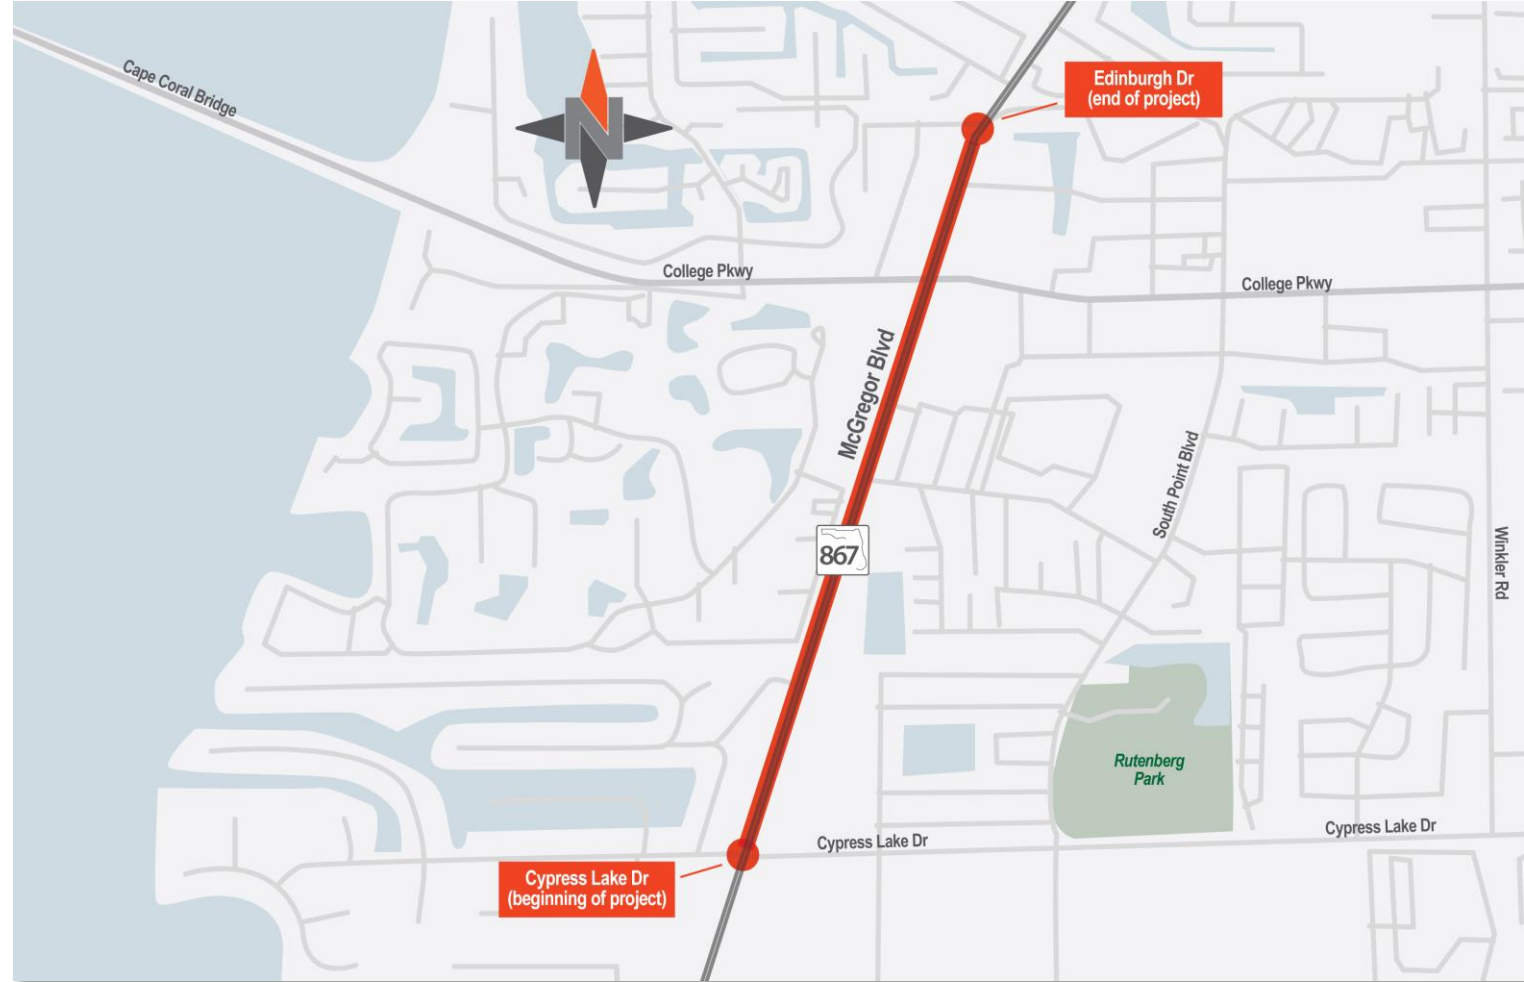 Cape Coral Bridge
N
Edinburgh Dr
(end of project)
College Pkwy
College Pkwy
McGregor Blvd
South Point Blvd
867
Winkler Rd
Rutenberg
Park
Cypress Lake Dr
Cypress Lake Dr
Cypress Lake Dr
(beginning of project)